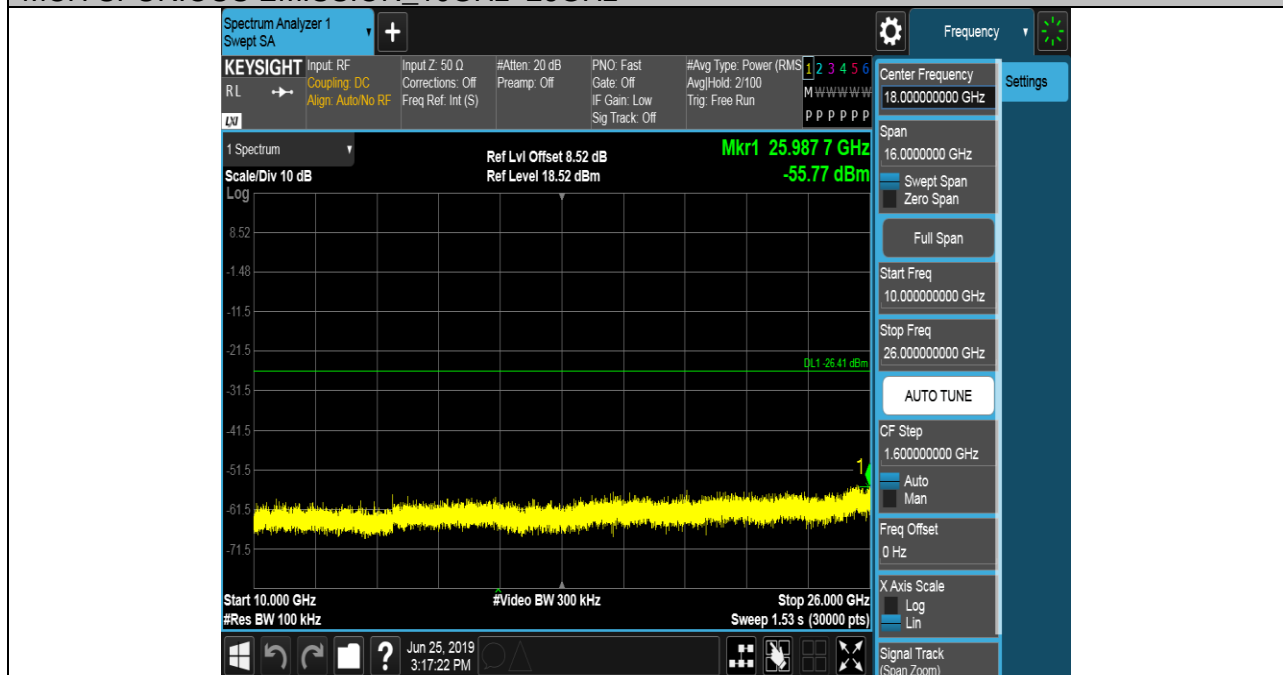 Spectrum Analyzer 1
Swept SA
+
Frequency
KEYSIGHT
RL
LXI
Input: RF
Coupling: DC
Align: Auto/No RF
Input Z: 50 Ω
Corrections: Off
Freq Ref: Int (S)
#Atten: 20 dB
Preamp: Off
PNO: Fast
Gate: Off
IF Gain: Low
Sig Track: Off
#Avg Type: Power (RMS
Avg|Hold: 2/100
Trig: Free Run
1 2 3 4 5 6
M W W W W W
P P P P P P
1 Spectrum
Scale/Div 10 dB
Log
Ref Lvl Offset 8.52 dB
Ref Level 18.52 dBm
Mkr1 25.987 7 GHz
-55.77 dBm
8.52
-1.48
-11.5
-21.5
DL1 -26.41 dBm
-31.5
-41.5
-51.5
1
-61.5
-71.5
Start 10.000 GHz
#Res BW 100 kHz
#Video BW 300 kHz
Stop 26.000 GHz
Sweep 1.53 s (30000 pts)
?
Jun 25, 2019
3:17:22 PM
Center Frequency
18.000000000 GHz
Settings
Span
16.0000000 GHz
Swept Span
Zero Span
Full Span
Start Freq
10.000000000 GHz
Stop Freq
26.000000000 GHz
AUTO TUNE
CF Step
1.600000000 GHz
Auto
Man
Freq Offset
0 Hz
X Axis Scale
Log
Lin
Signal Track
(Span Zoom)